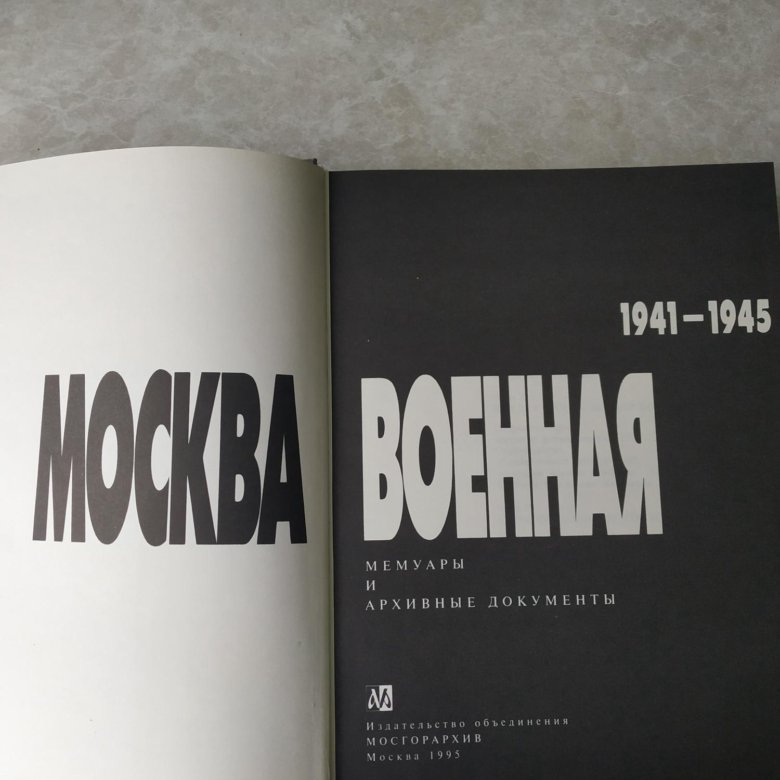 1941–1945
МОСКВА ВОЕННАЯ
МЕМУАРЫ
И
АРХИВНЫЕ ДОКУМЕНТЫ
Издательство объединения
МОСГОРАРХИВ
Москва 1995